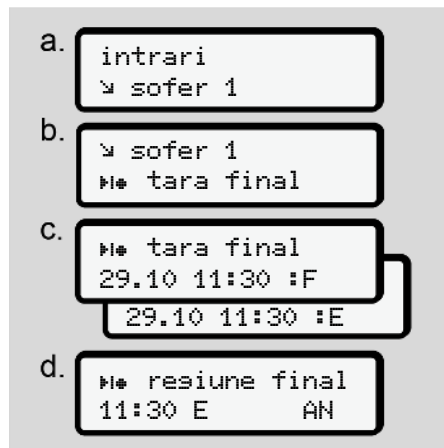 a.
intrari
sofer 1
b.
sofer 1
tara final
c.
tara final
29.10 11:30 :F
29.10 11:30 :E
d.
regiune final
11:30 E AN